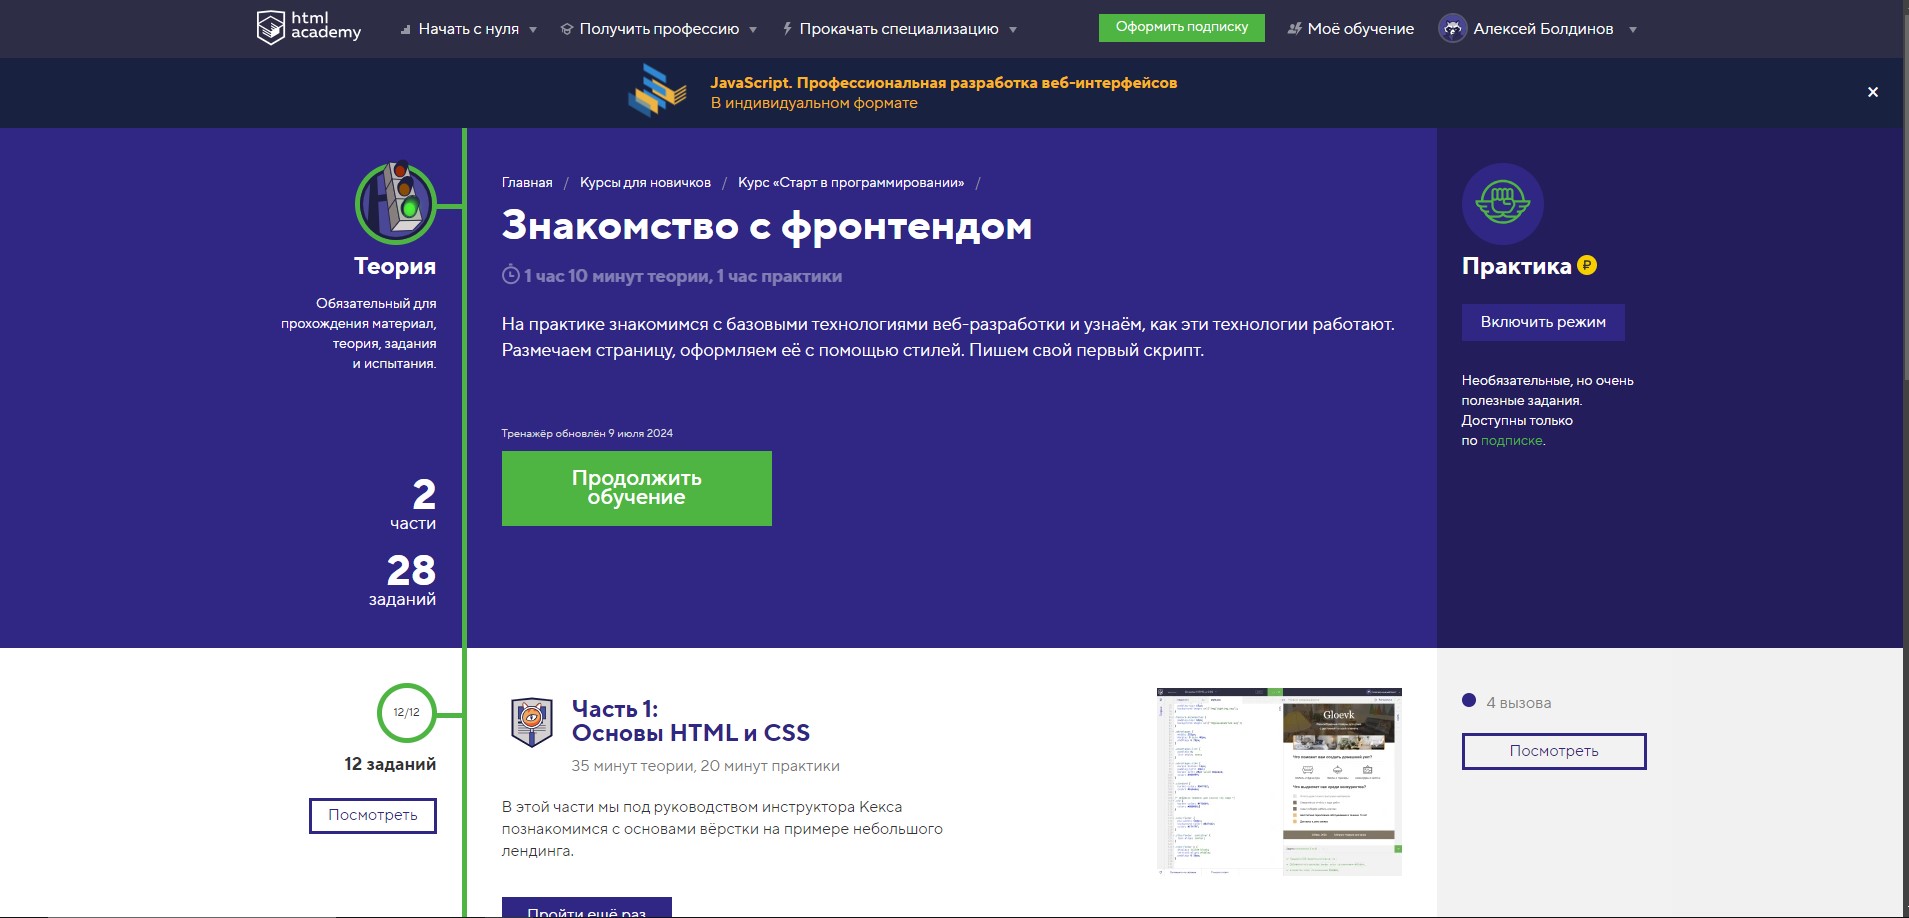 html academy
Начать с нуля
Получить профессию
Прокачать специализацию
Оформить подписку
Моё обучение
Алексей Болдинов
JavaScript. Профессиональная разработка веб-интерфейсов
В индивидуальном формате
Теория
Обязательный для
прохождения материал,
теория, задания
и испытания.
2
части
28
заданий
Главная / Курсы для новичков / Курс «Старт в программировании» /
Знакомство с фронтендом
1 час 10 минут теории, 1 час практики
На практике знакомимся с базовыми технологиями веб-разработки и узнаём, как эти технологии работают.
Размечаем страницу, оформляем её с помощью стилей. Пишем свой первый скрипт.
Тренажёр обновлён 9 июля 2024
Продолжить
обучение
Практика
Включить режим
Необязательные, но очень
полезные задания.
Доступны только
по подписке.
12/12
12 заданий
Посмотреть
Часть 1:
Основы HTML и CSS
35 минут теории, 20 минут практики
В этой части мы под руководством инструктора Кекса
познакомимся с основами вёрстки на примере небольшого
лендинга.
Пройти ещё раз
Gloevk
4 вызова
Посмотреть